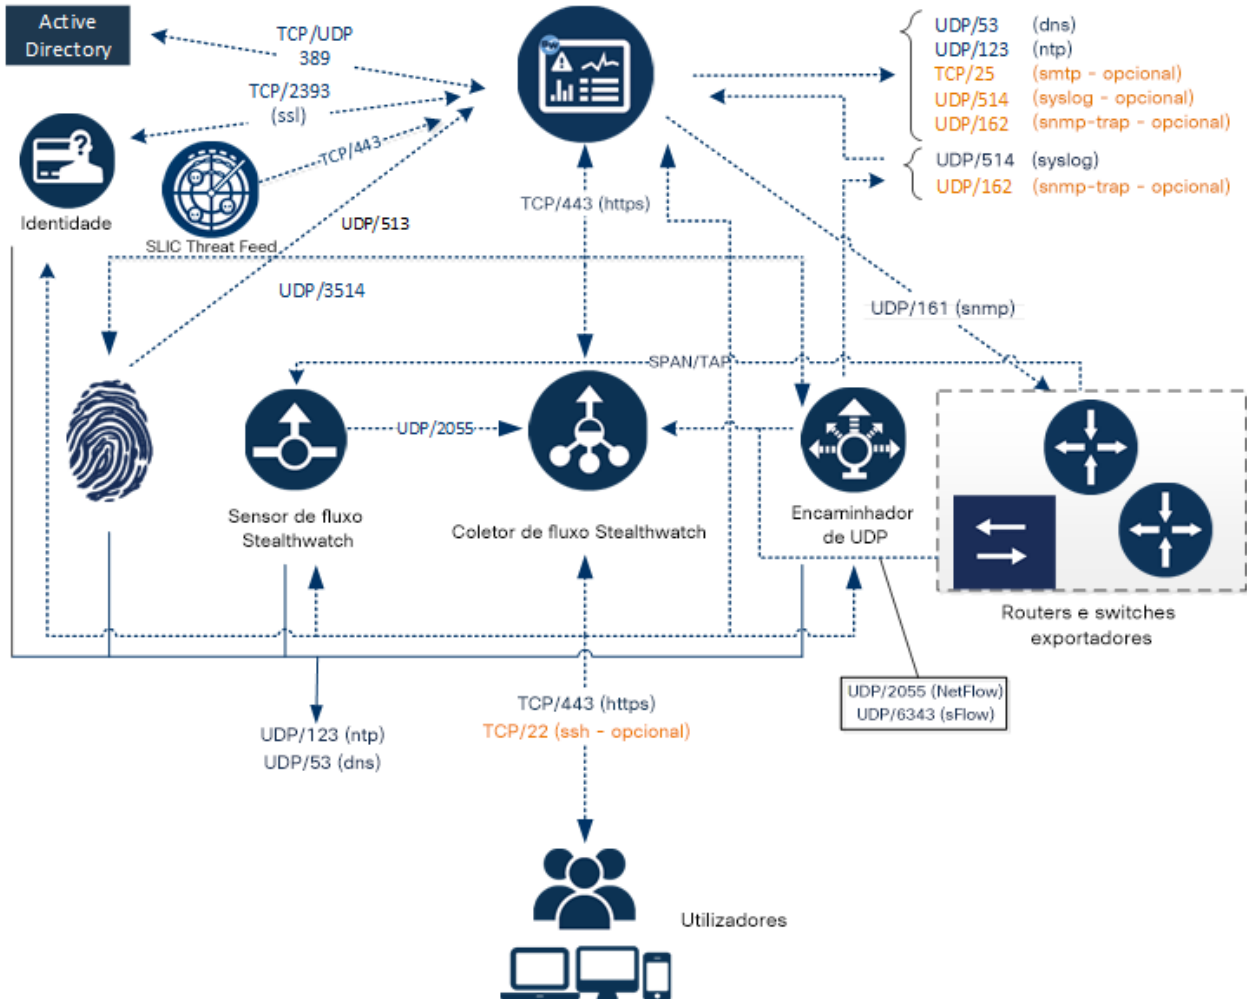 Active
Directory
TCP/UDP
389
TCP/2393
(ssl)
TCP/443
Identidade
SLIC Threat Feed
UDP/513
UDP/3514
TCP/443 (https)
UDP/53 (dns)
UDP/123 (ntp)
TCP/25 (smtp - opcional)
UDP/514 (syslog - opcional)
UDP/162 (snmp-trap - opcional)
UDP/514 (syslog)
UDP/162 (snmp-trap - opcional)
UDP/161 (snmp)
SPAN/TAP
UDP/2055
Sensor de fluxo
Stealthwatch
Coletor de fluxo Stealthwatch
Encaminhador
de UDP
Routers e switches
exportadores
UDP/2055 (NetFlow)
UDP/6343 (sFlow)
TCP/443 (https)
TCP/22 (ssh - opcional)
UDP/123 (ntp)
UDP/53 (dns)
Utilizadores